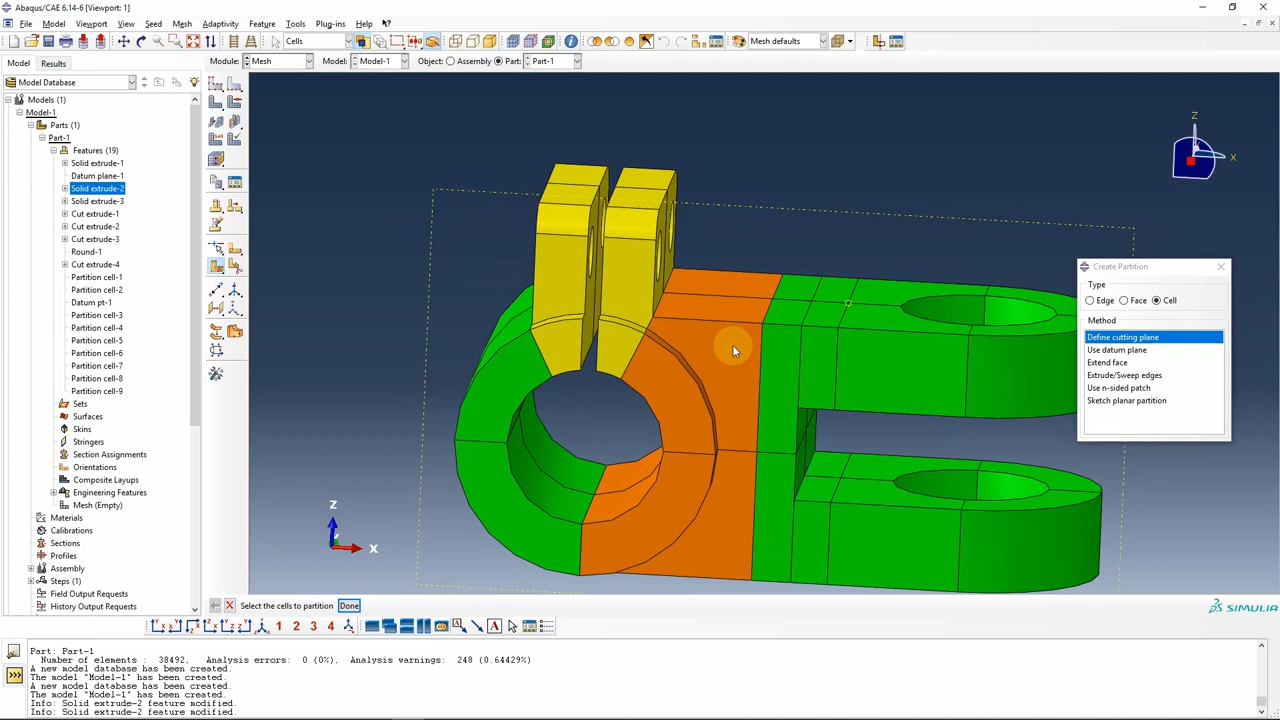 Abaqus/CAE 6.14-6 [Viewport: 1]
File Model Viewport View Seed Mesh Adaptivity Feature Tools Plug-ins Help
Cells
Mesh defaults
Model Results
Module: Mesh Model: Model-1 Object: Assembly Part: Part-1
Model Database
Models (1)
Model-1
Parts (1)
Part-1
Features (19)
Solid extrude-1
Datum plane-1
Solid extrude-2
Solid extrude-3
Cut extrude-1
Cut extrude-2
Cut extrude-3
Round-1
Cut extrude-4
Partition cell-1
Partition cell-2
Datum pt-1
Partition cell-3
Partition cell-4
Partition cell-5
Partition cell-6
Partition cell-7
Partition cell-8
Partition cell-9
Sets
Surfaces
Skins
Stringers
Section Assignments
Orientations
Composite Layups
Engineering Features
Mesh (Empty)
Materials
Calibrations
Sections
Profiles
Assembly
Steps (1)
Field Output Requests
History Output Requests
Z
X
Z
X
Create Partition
Type
Edge Face Cell
Method
Define cutting plane
Use datum plane
Extend face
Extrude/Sweep edges
Use n-sided patch
Sketch planar partition
Select the cells to partition Done
SIMULIA
1 2 3 4
A
Part: Part-1
Number of elements : 38492, Analysis errors: 0 (0%), Analysis warnings: 248 (0.64429%)
A new model database has been created.
The model "Model-1" has been created.
A new model database has been created.
The model "Model-1" has been created.
Info: Solid extrude-2 feature modified.
Info: Solid extrude-2 feature modified.